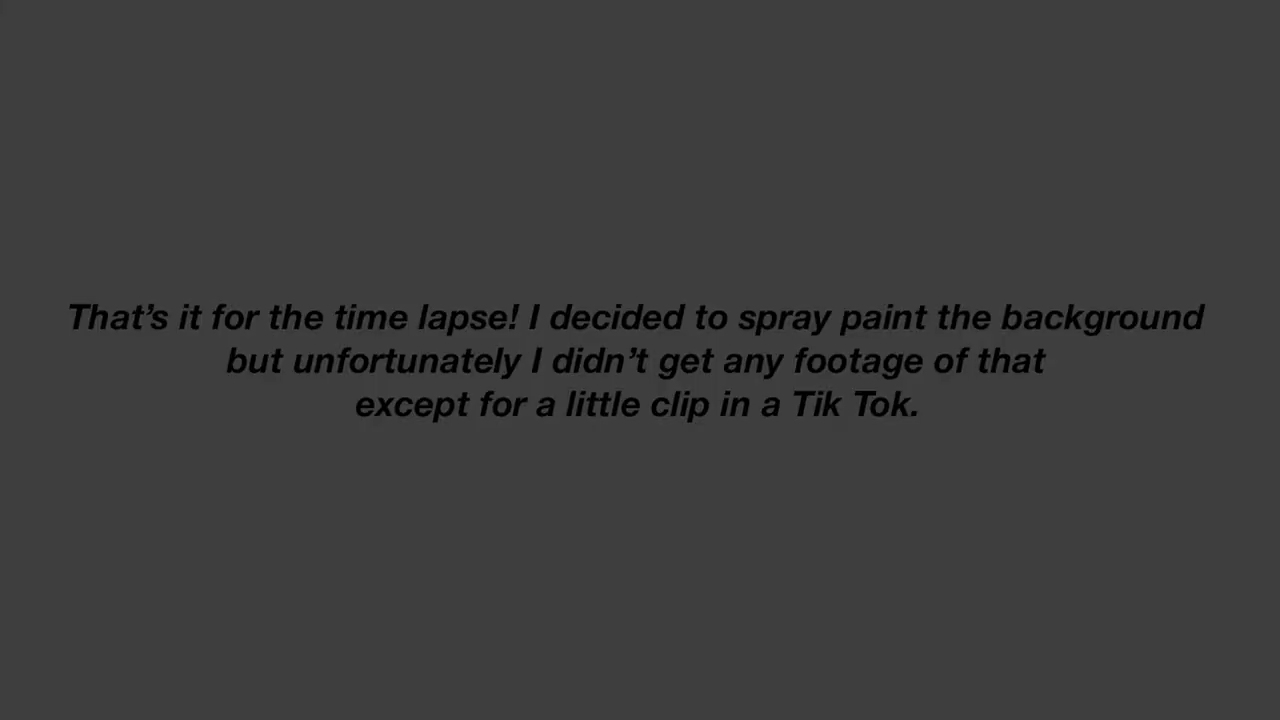 That’s it for the time lapse! I decided to spray paint the background
but unfortunately I didn’t get any footage of that
except for a little clip in a Tik Tok.